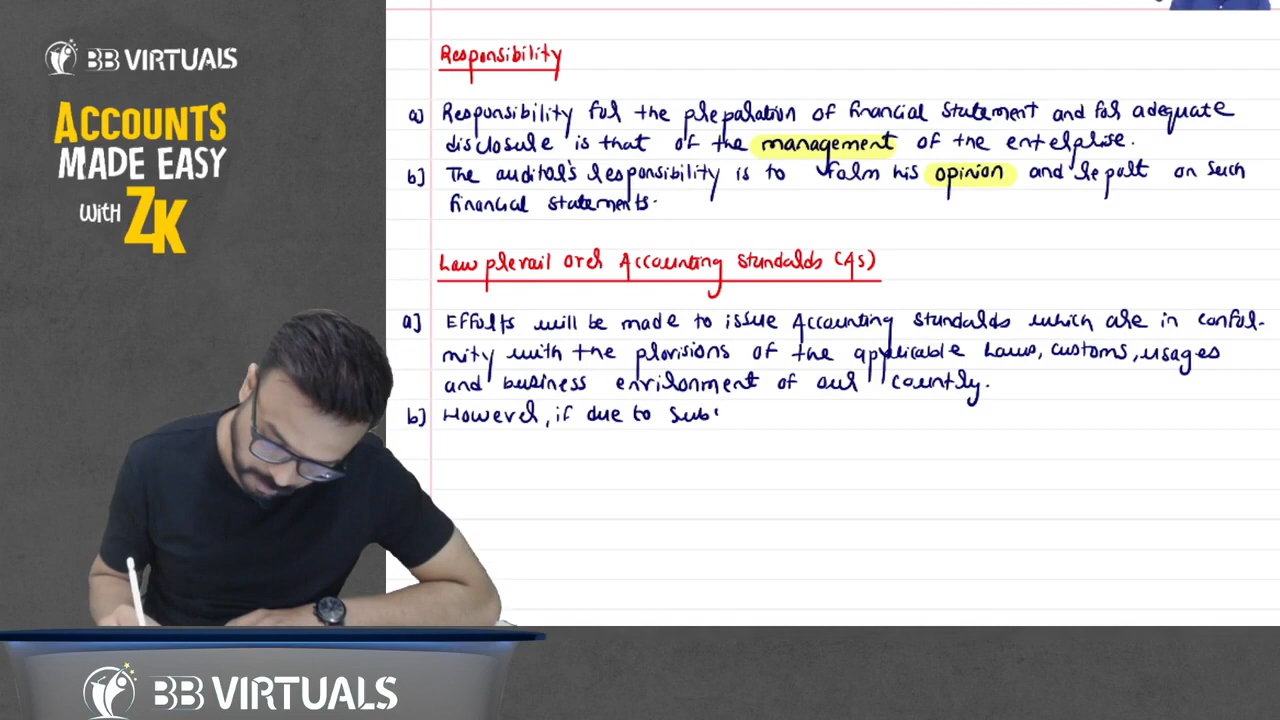 BB VIRTUALS
ACCOUNTS
MADE EASY
with ZK
Responsibility
a] Responsibility for the preparation of financial statement and for adequate
disclosure is that of the management of the enterprise.
b] The auditor's responsibility is to form his opinion and report on such
financial statements.
Law prevail over Accounting Standards (AS)
a] Efforts will be made to issue Accounting Standards which are in confor-
mity with the provisions of the applicable Laws, customs, usages
and business environment of our country.
b] However, if due to sub
BB VIRTUALS